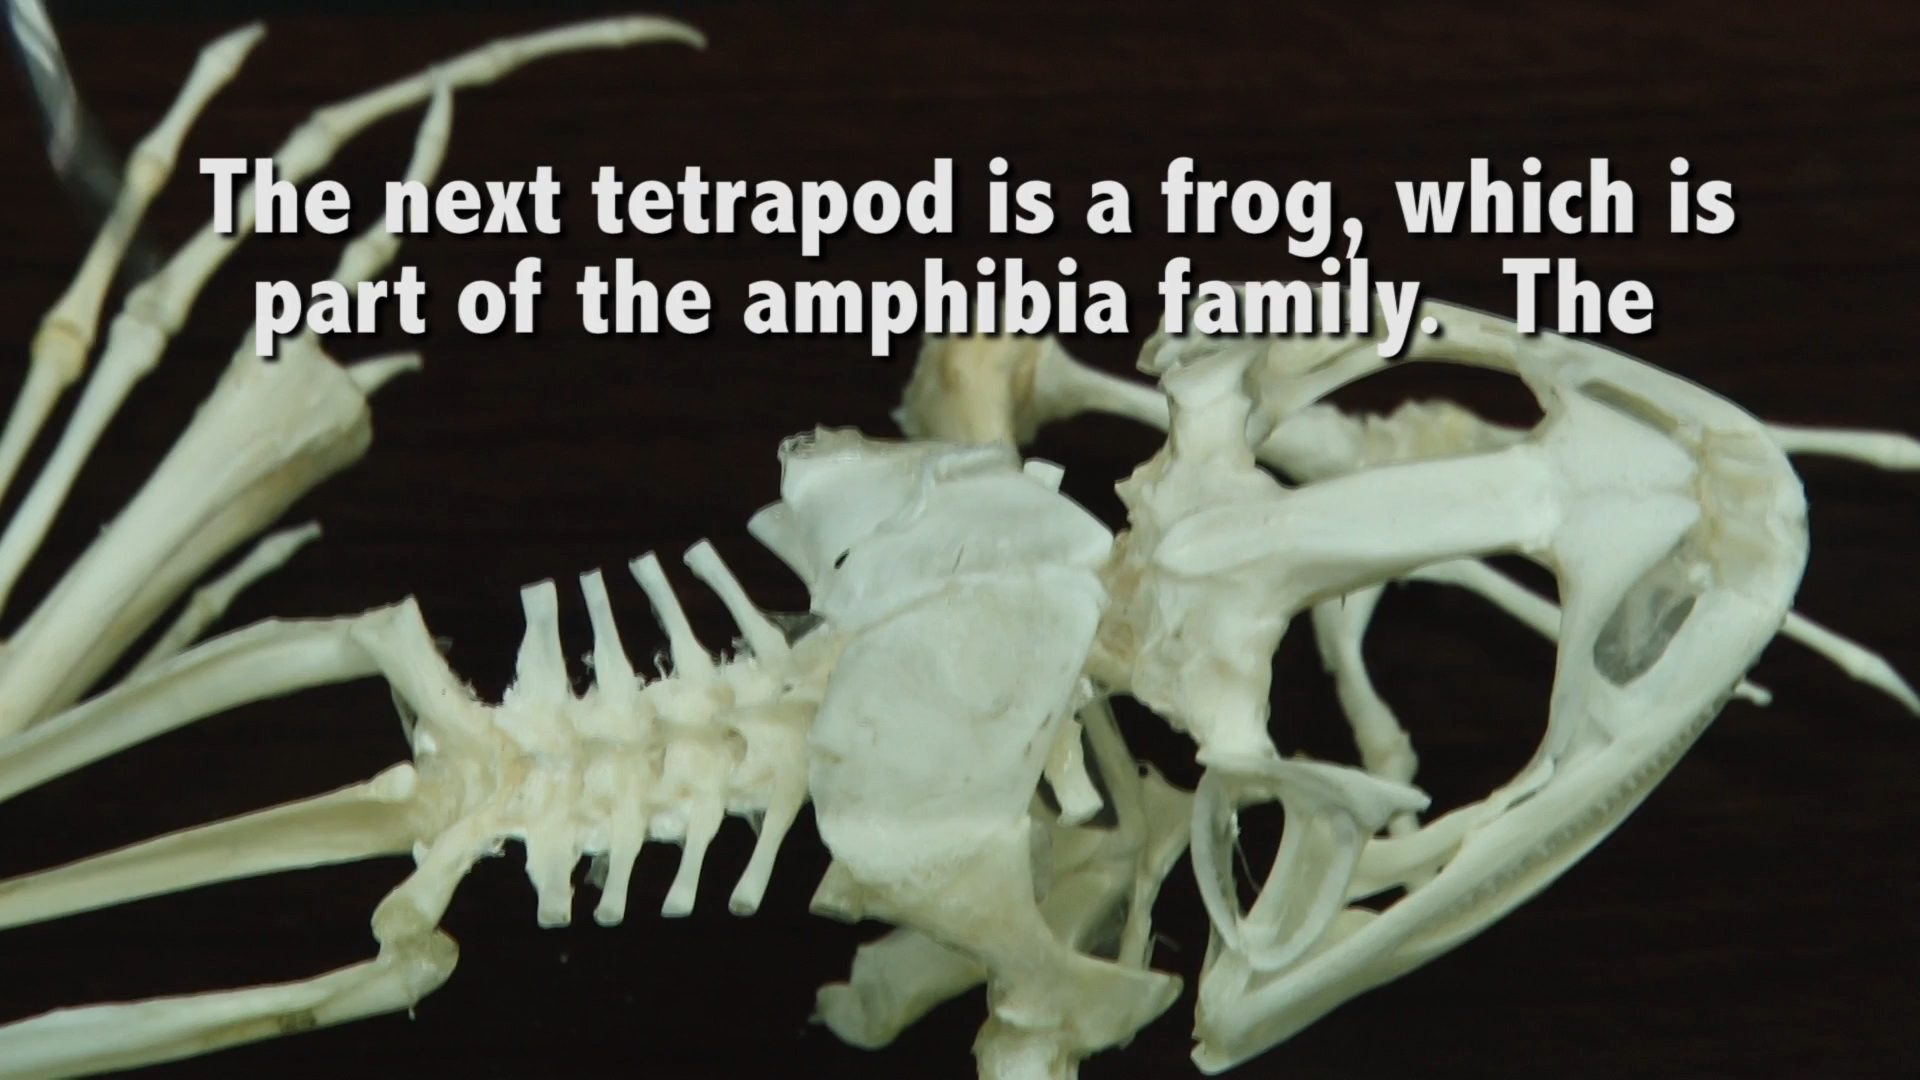 The next tetrapod is a frog, which is
part of the amphibia family. The